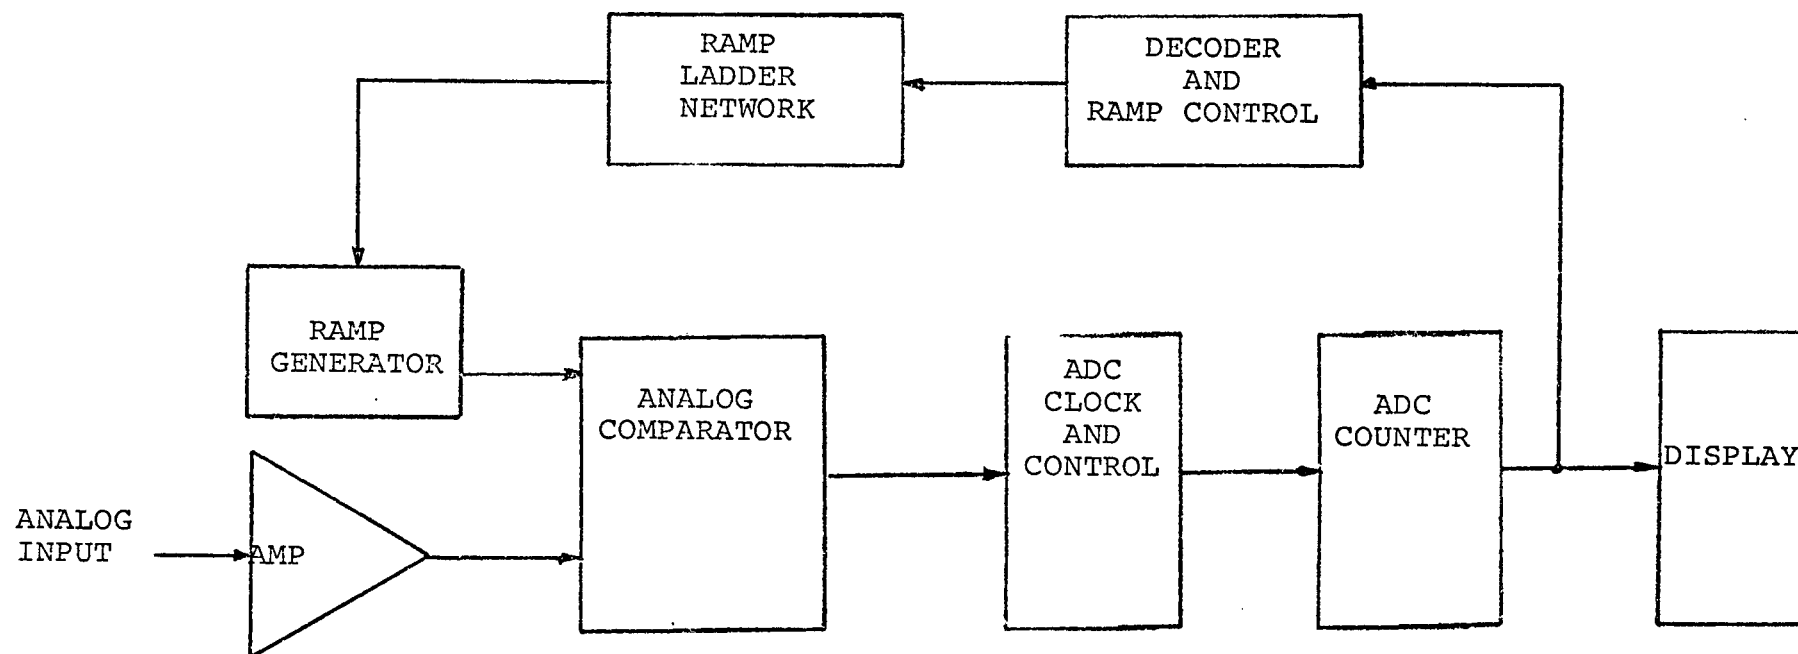 RAMP
LADDER
NETWORK
DECODER
AND
RAMP CONTROL
RAMP
GENERATOR
ANALOG
COMPARATOR
ADC
CLOCK
AND
CONTROL
ADC
COUNTER
DISPLAY
ANALOG
INPUT
AMP